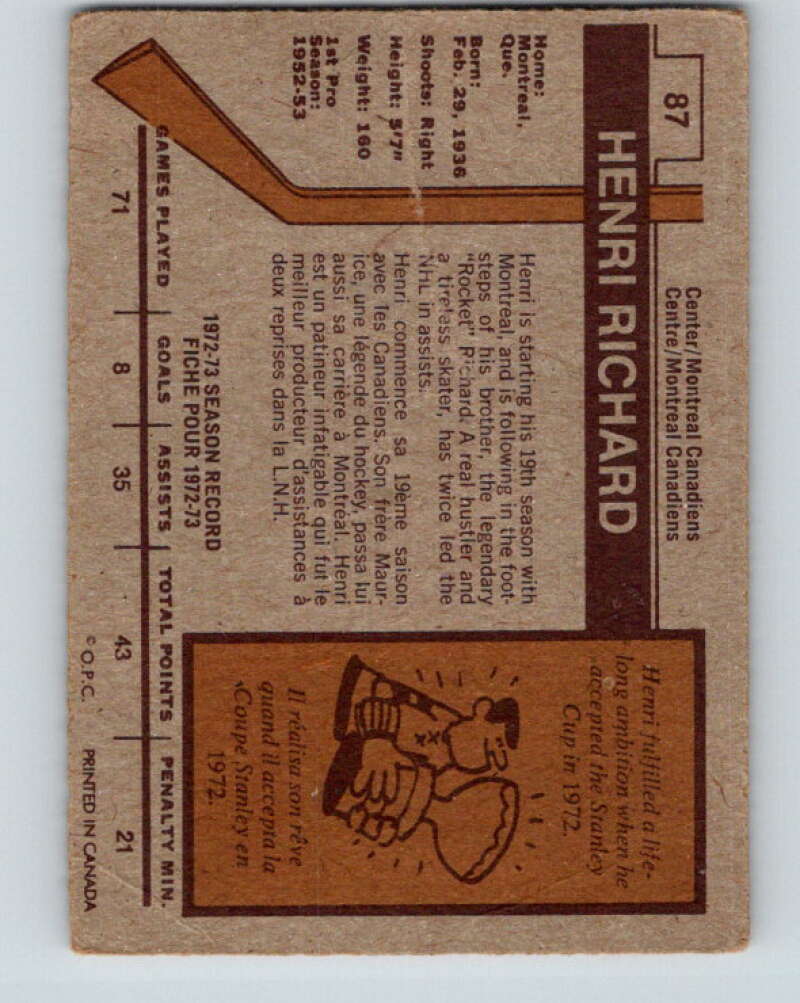 87
HENRI RICHARD
Center/Montreal Canadiens
Centre/Montreal Canadiens
Home:
Montreal,
Que.
Born:
Feb. 29, 1936
Shoots: Right
Height: 5'7"
Weight: 160
1st Pro
Season:
1952-53
Henri is starting his 19th season with
Montreal, and is following in the foot-
steps of his brother, the legendary
"Rocket" Richard. A real hustler and
a tireless skater, has twice led the
NHL in assists.
Henri commence sa 19ème saison
avec les Canadiens. Son frère Maur-
ice, une légende du hockey, passa lui
aussi sa carrière à Montréal. Henri
est un patineur infatigable qui fut le
meilleur producteur d'assistances à
deux reprises dans la L.N.H.
Henri fulfilled a life-
long ambition when he
accepted the Stanley
Cup in 1972.
Il réalisa son rêve
quand il accepta la
Coupe Stanley en
1972.
1972-73 SEASON RECORD
FICHE POUR 1972-73
GAMES PLAYED GOALS ASSISTS TOTAL POINTS PENALTY MIN.
71 8 35 43 21
© O.P.C. PRINTED IN CANADA